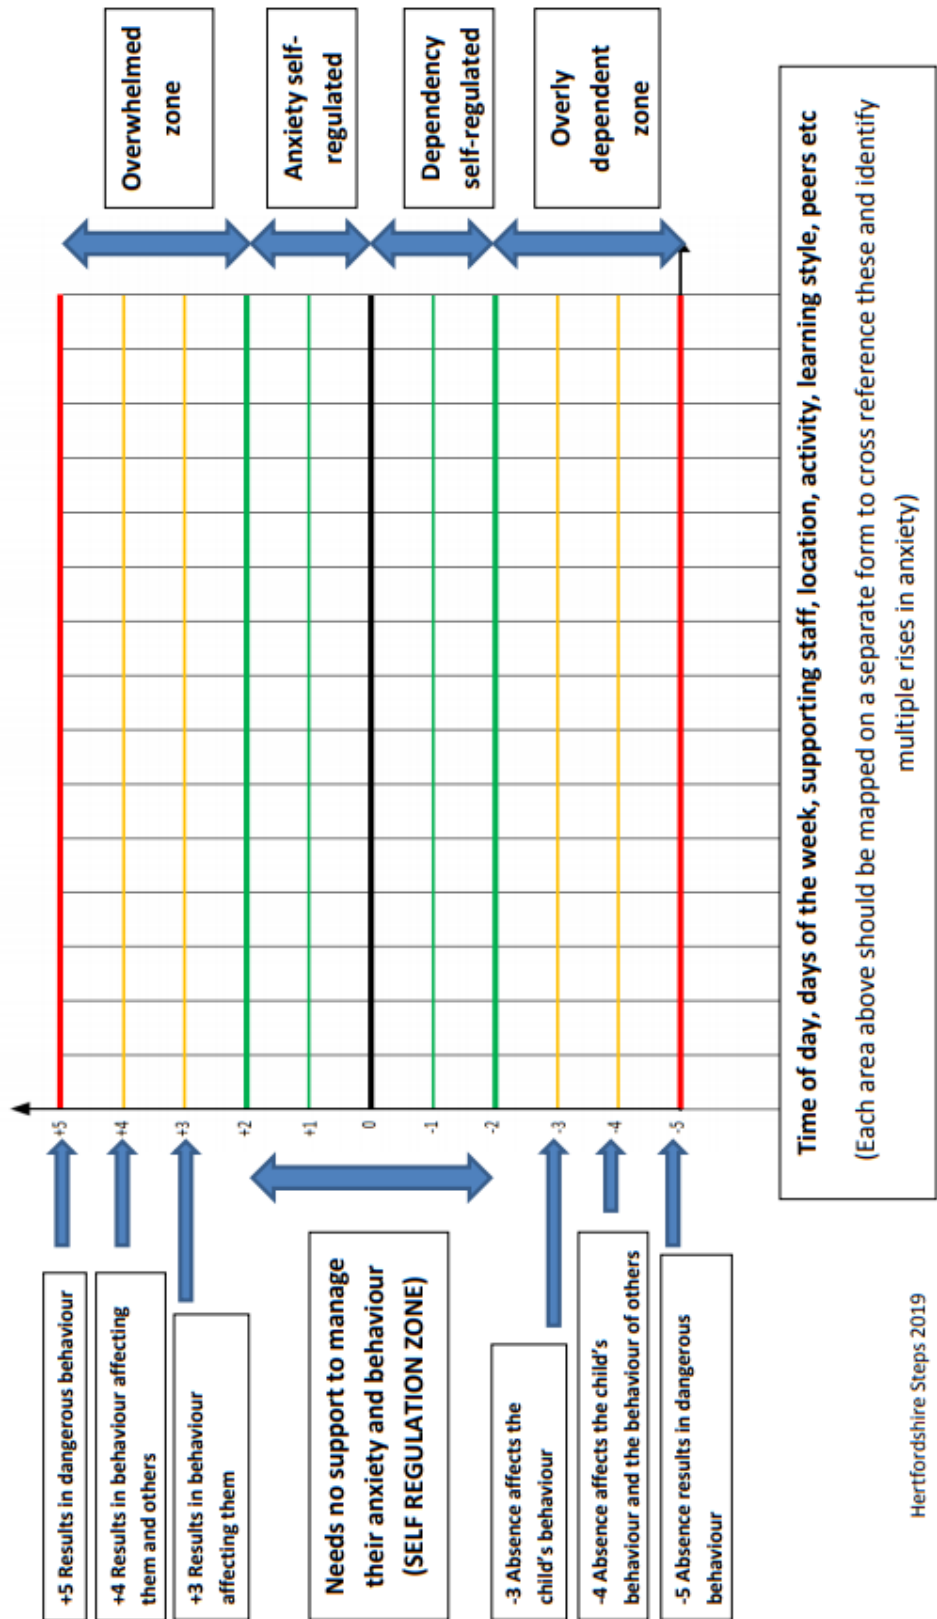 +5 Results in dangerous behaviour
+4 Results in behaviour affecting
them and others
+3 Results in behaviour
affecting them
Needs no support to manage
their anxiety and behaviour
(SELF REGULATION ZONE)
-3 Absence affects the
child's behaviour
-4 Absence affects the child's
behaviour and the behaviour of others
-5 Absence results in dangerous
behaviour
+5
+4
+3
+2
+1
0
-1
-2
-3
-4
-5
Overwhelmed
zone
Anxiety self-
regulated
Dependency
self-regulated
Overly
dependent
zone
Time of day, days of the week, supporting staff, location, activity, learning style, peers etc
(Each area above should be mapped on a separate form to cross reference these and identify
multiple rises in anxiety)
Hertfordshire Steps 2019